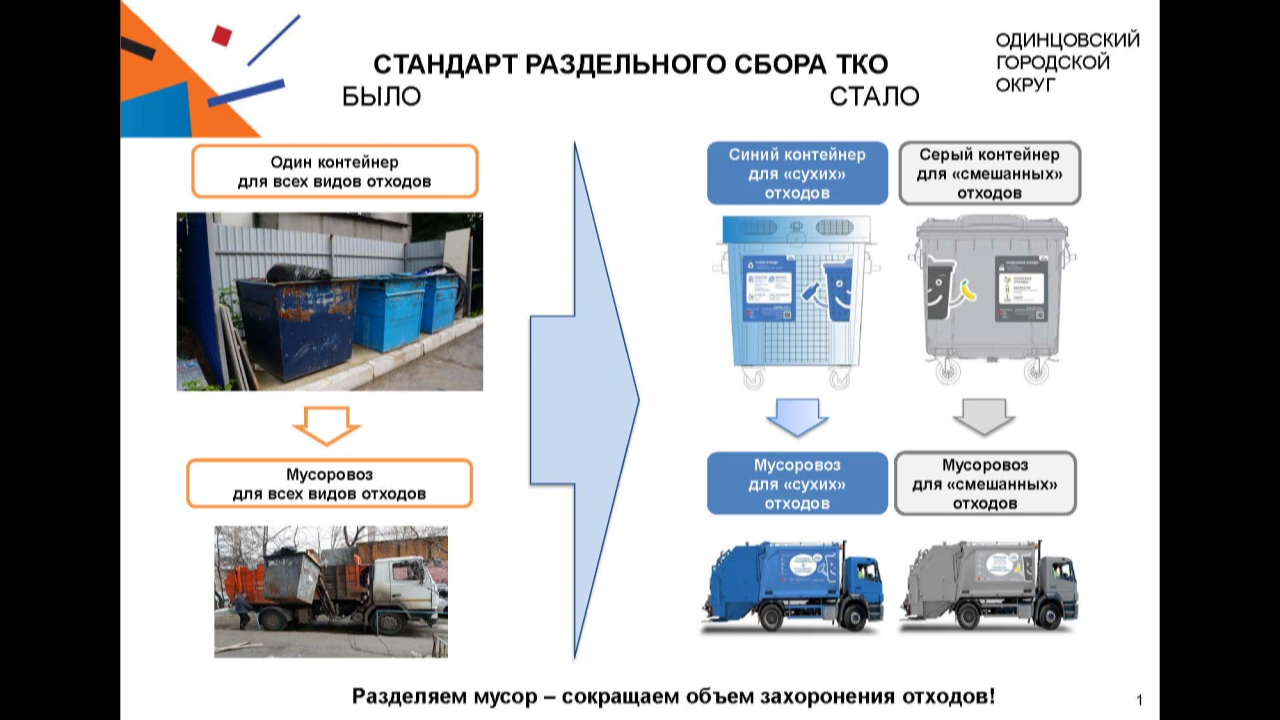 ОДИНЦОВСКИЙ
ГОРОДСКОЙ
ОКРУГ
СТАНДАРТ РАЗДЕЛЬНОГО СБОРА ТКО
БЫЛО
СТАЛО
Один контейнер
для всех видов отходов
Синий контейнер
для «сухих»
отходов
Серый контейнер
для «смешанных»
отходов
Мусоровоз
для всех видов отходов
Мусоровоз
для «сухих»
отходов
Мусоровоз
для «смешанных»
отходов
Разделяем мусор – сокращаем объем захоронения отходов!
1